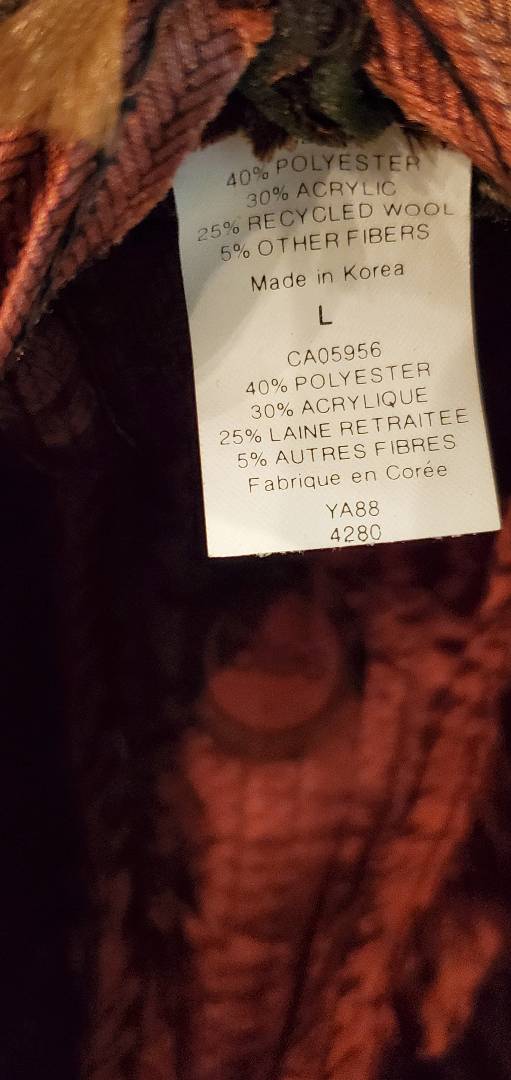 40% POLYESTER
30% ACRYLIC
25% RECYCLED WOOL
5% OTHER FIBERS
Made in Korea
L
CA05956
40% POLYESTER
30% ACRYLIQUE
25% LAINE RETRAITEE
5% AUTRES FIBRES
Fabrique en Corée
YA88
4280